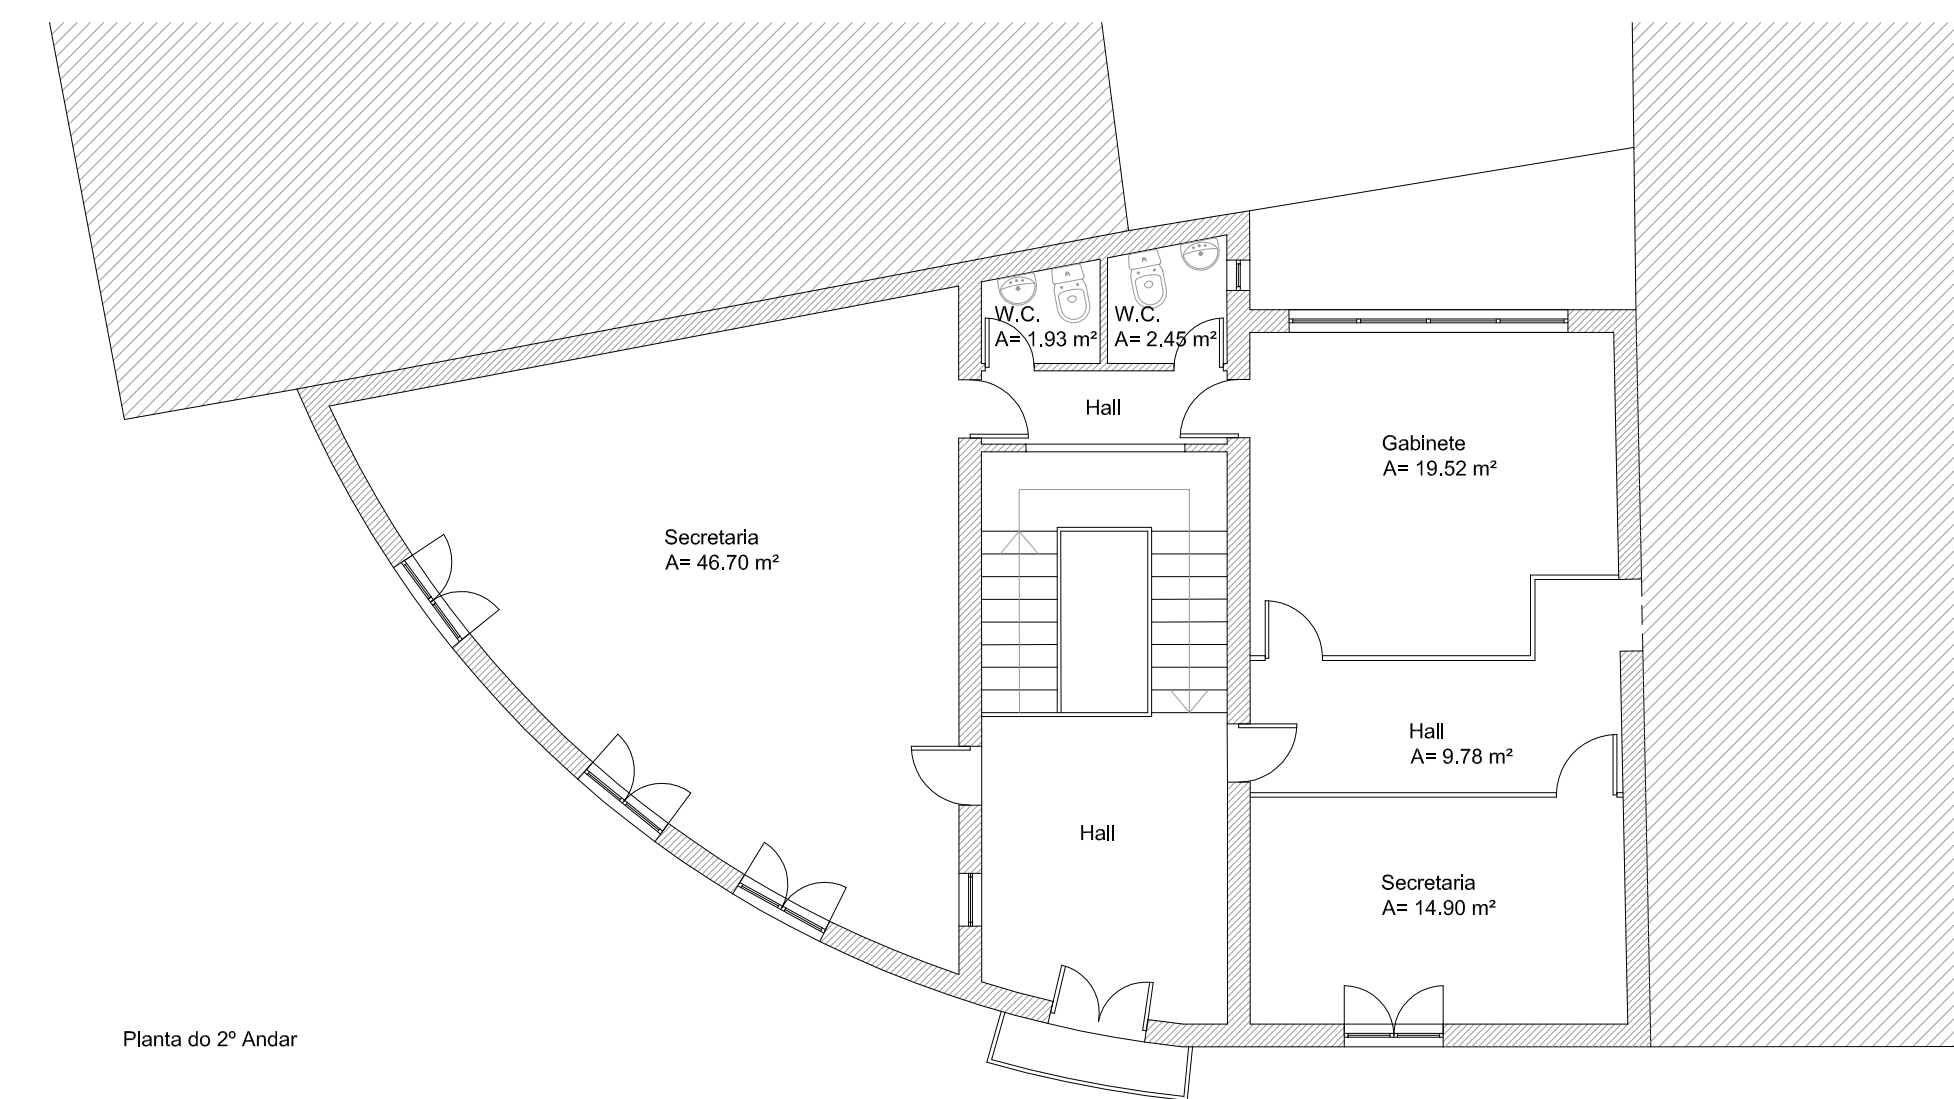 W.C.
A= 1.93 m²
W.C.
A= 2.45 m²
Hall
Gabinete
A= 19.52 m²
Secretaria
A= 46.70 m²
Hall
A= 9.78 m²
Hall
Secretaria
A= 14.90 m²
Planta do 2º Andar